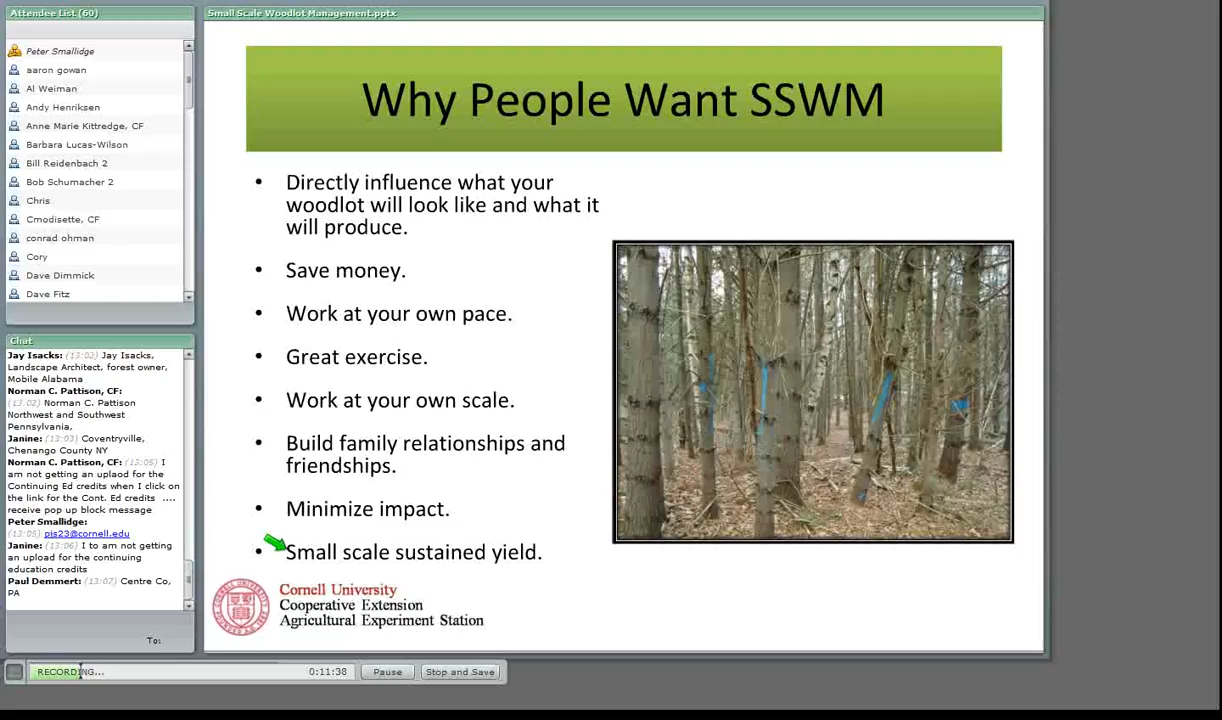 Attendee List (60)
Peter Smallidge
aaron gowan
Al Weiman
Andy Henriksen
Anne Marie Kittredge, CF
Barbara Lucas-Wilson
Bill Reidenbach 2
Bob Schumacher 2
Chris
Cmodisette, CF
conrad ohman
Cory
Dave Dimmick
Dave Fitz
Chat
Jay Isacks: (13:02) Jay Isacks,
Landscape Architect, forest owner,
Mobile Alabama
Norman C. Pattison, CF:
(13:02) Norman C. Pattison
Northwest and Southwest
Pennsylvania,
Janine: (13:03) Coventryville,
Chenango County NY
Norman C. Pattison, CF: (13:05) I
am not getting an uplaod for the
Continuing Ed credits when I click on
the link for the Cont. Ed credits ....
receive pop up block message
Peter Smallidge:
(13:05) pjs23@cornell.edu
Janine: (13:06) I to am not getting
an upload for the continuing
education credits
Paul Demmert: (13:07) Centre Co,
PA
To:
Small Scale Woodlot Management.pptx
Why People Want SSWM
• Directly influence what your
woodlot will look like and what it
will produce.
• Save money.
• Work at your own pace.
• Great exercise.
• Work at your own scale.
• Build family relationships and
friendships.
• Minimize impact.
• Small scale sustained yield.
Cornell University
Cooperative Extension
Agricultural Experiment Station
RECORDING...
0:11:38
Pause
Stop and Save